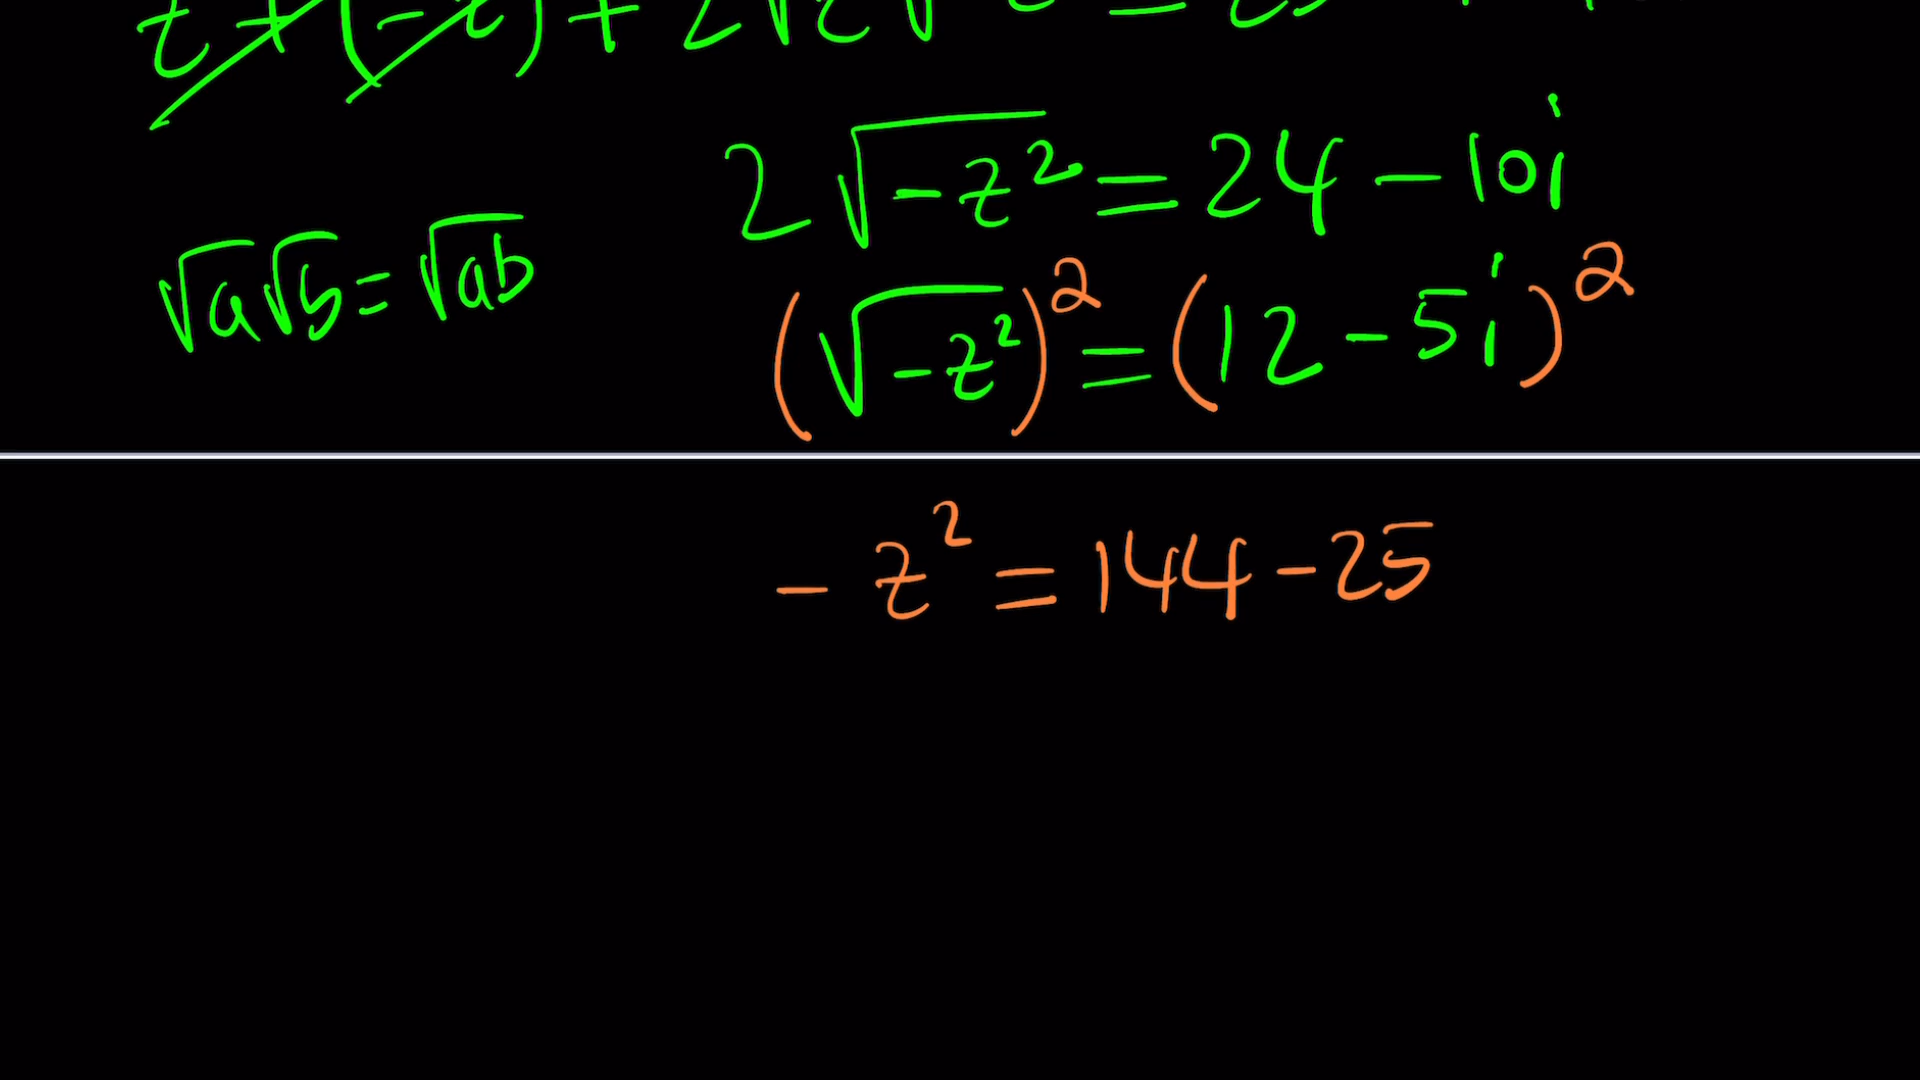 2√-z² = 24 - 10i
√a√b = √ab
(√-z²)² = (12 - 5i)²
- z² = 144 - 25